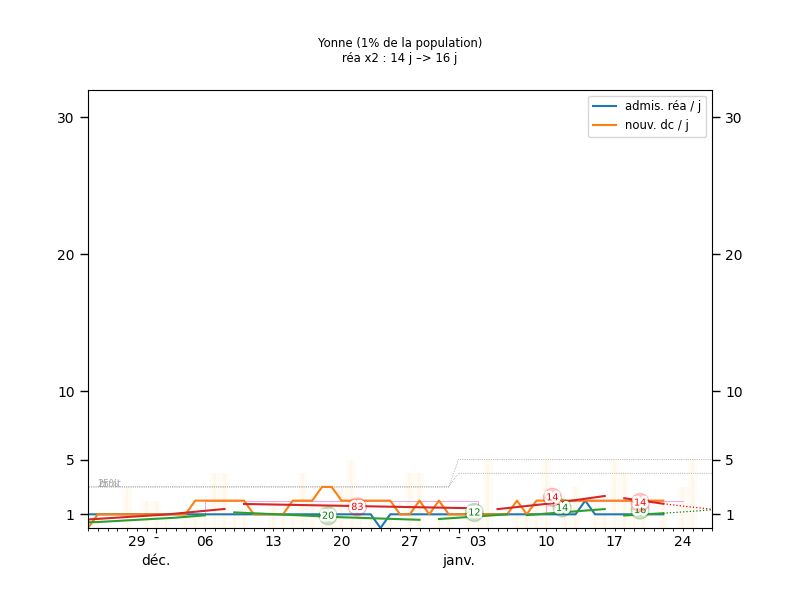 Yonne (1% de la population)
réa x2 : 14 j –> 16 j
admis. réa / j
nouv. dc / j
30 30
20 20
10 10
5 5
1 1
83 20 12 14 14 14 16
29 - 06 13 20 27 - 03 10 17 24
déc. janv.